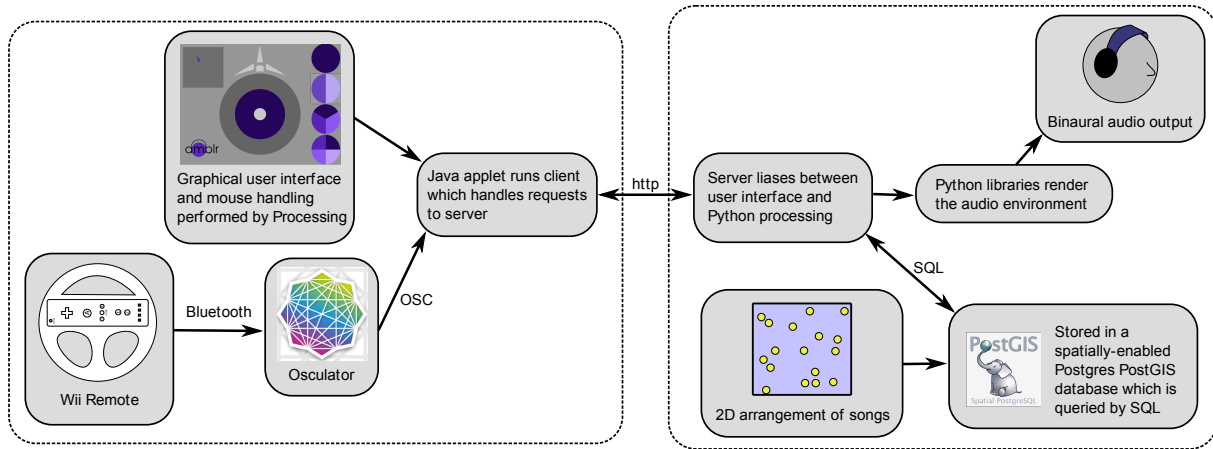 amblr
Graphical user interface
and mouse handling
performed by Processing
Java applet runs client
which handles requests
to server
Wii Remote
Bluetooth
Osculator
OSC
http
Server liases between
user interface and
Python processing
Python libraries render
the audio environment
Binaural audio output
SQL
2D arrangement of songs
PostGIS
Spatial PostgreSQL
Stored in a
spatially-enabled
Postgres PostGIS
database which is
queried by SQL